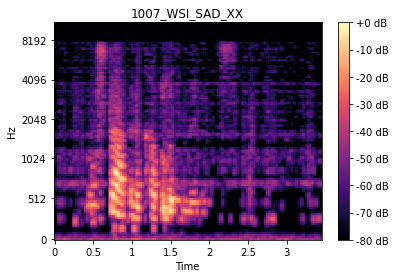 1007_WSI_SAD_XX
+0 dB
8192
-10 dB
4096
-20 dB
-30 dB
2048
Hz
-40 dB
1024
-50 dB
512
-60 dB
-70 dB
0
-80 dB
0 0.5 1 1.5 2 2.5 3
Time